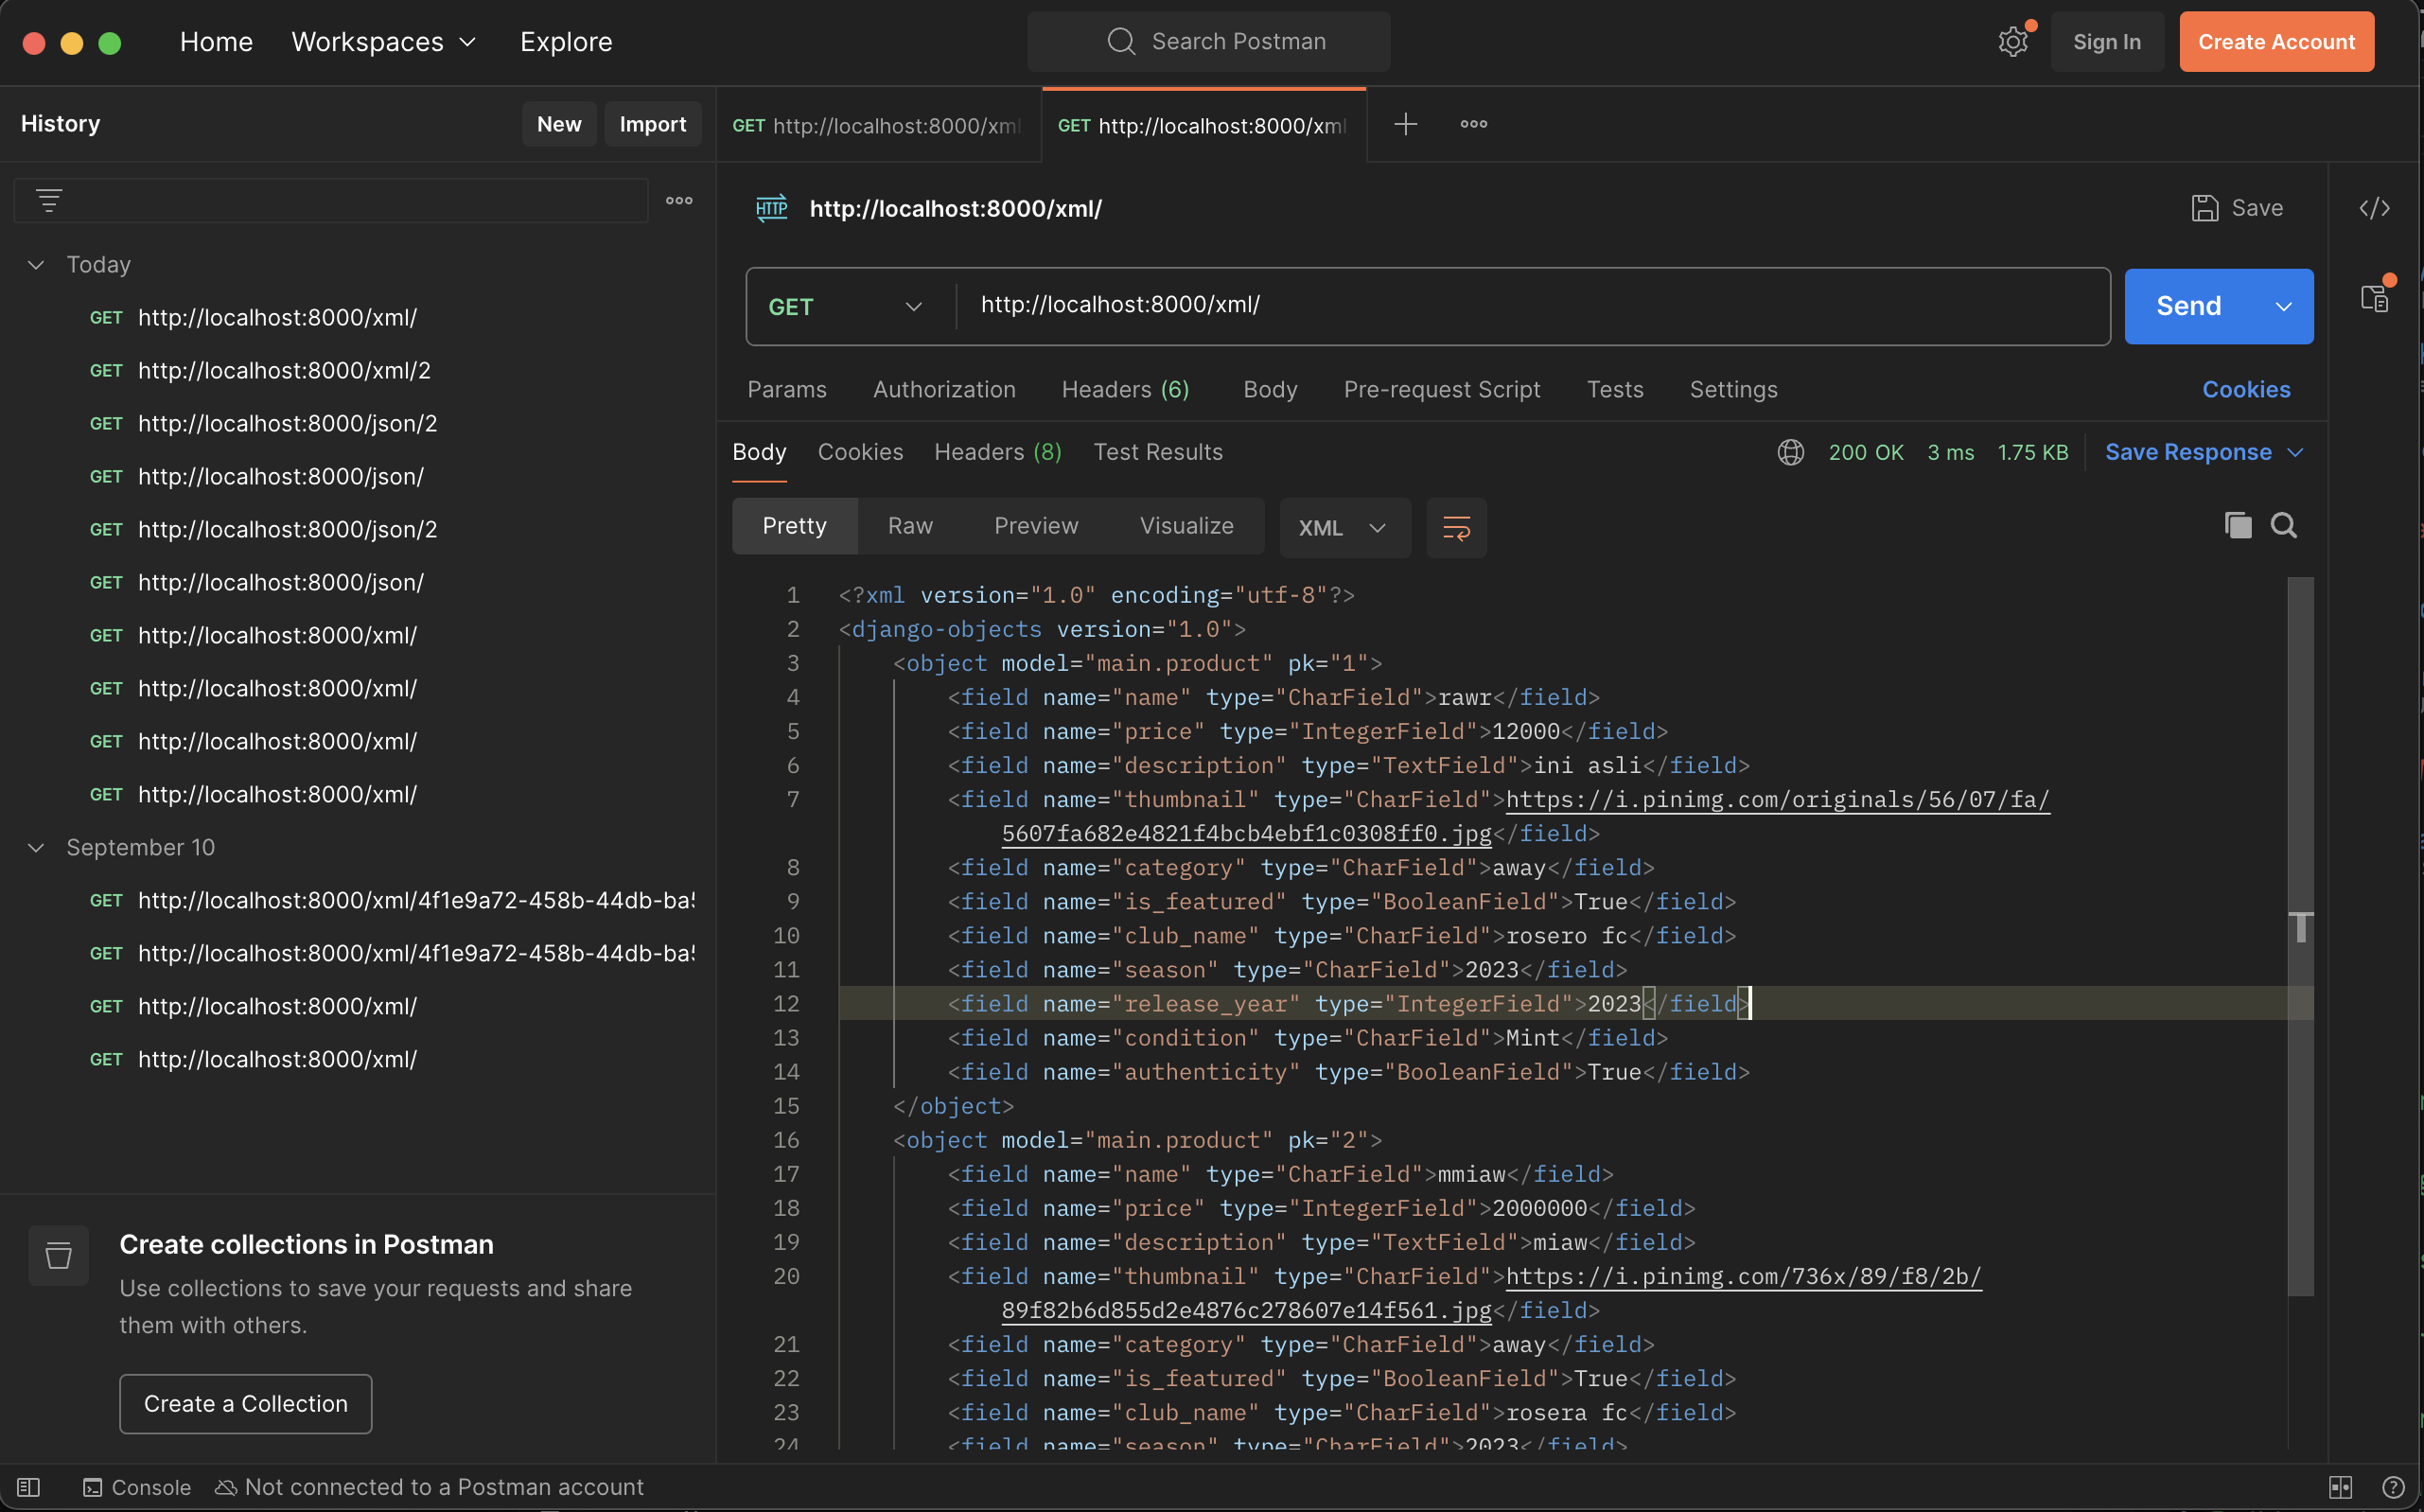 Home Workspaces Explore Search Postman Sign In Create Account
History New Import
GET http://localhost:8000/xml GET http://localhost:8000/xml
http://localhost:8000/xml/ Save
GET http://localhost:8000/xml/ Send
Params Authorization Headers (6) Body Pre-request Script Tests Settings Cookies
Today
GET http://localhost:8000/xml/
GET http://localhost:8000/xml/2
GET http://localhost:8000/json/2
GET http://localhost:8000/json/
GET http://localhost:8000/json/2
GET http://localhost:8000/json/
GET http://localhost:8000/xml/
GET http://localhost:8000/xml/
GET http://localhost:8000/xml/
GET http://localhost:8000/xml/
September 10
GET http://localhost:8000/xml/4f1e9a72-458b-44db-ba5
GET http://localhost:8000/xml/4f1e9a72-458b-44db-ba5
GET http://localhost:8000/xml/
GET http://localhost:8000/xml/
Create collections in Postman
Use collections to save your requests and share
them with others.
Create a Collection
Body Cookies Headers (8) Test Results 200 OK 3 ms 1.75 KB Save Response
Pretty Raw Preview Visualize XML
1 <?xml version="1.0" encoding="utf-8"?>
2 <django-objects version="1.0">
3 <object model="main.product" pk="1">
4 <field name="name" type="CharField">rawr</field>
5 <field name="price" type="IntegerField">12000</field>
6 <field name="description" type="TextField">ini asli</field>
7 <field name="thumbnail" type="CharField">https://i.pinimg.com/originals/56/07/fa/
5607fa682e4821f4bcb4ebf1c0308ff0.jpg</field>
8 <field name="category" type="CharField">away</field>
9 <field name="is_featured" type="BooleanField">True</field>
10 <field name="club_name" type="CharField">rosero fc</field>
11 <field name="season" type="CharField">2023</field>
12 <field name="release_year" type="IntegerField">2023</field>
13 <field name="condition" type="CharField">Mint</field>
14 <field name="authenticity" type="BooleanField">True</field>
15 </object>
16 <object model="main.product" pk="2">
17 <field name="name" type="CharField">mmiaw</field>
18 <field name="price" type="IntegerField">2000000</field>
19 <field name="description" type="TextField">miaw</field>
20 <field name="thumbnail" type="CharField">https://i.pinimg.com/736x/89/f8/2b/
89f82b6d855d2e4876c278607e14f561.jpg</field>
21 <field name="category" type="CharField">away</field>
22 <field name="is_featured" type="BooleanField">True</field>
23 <field name="club_name" type="CharField">rosera fc</field>
24 <field name="season" type="CharField">2023</field>
Console Not connected to a Postman account